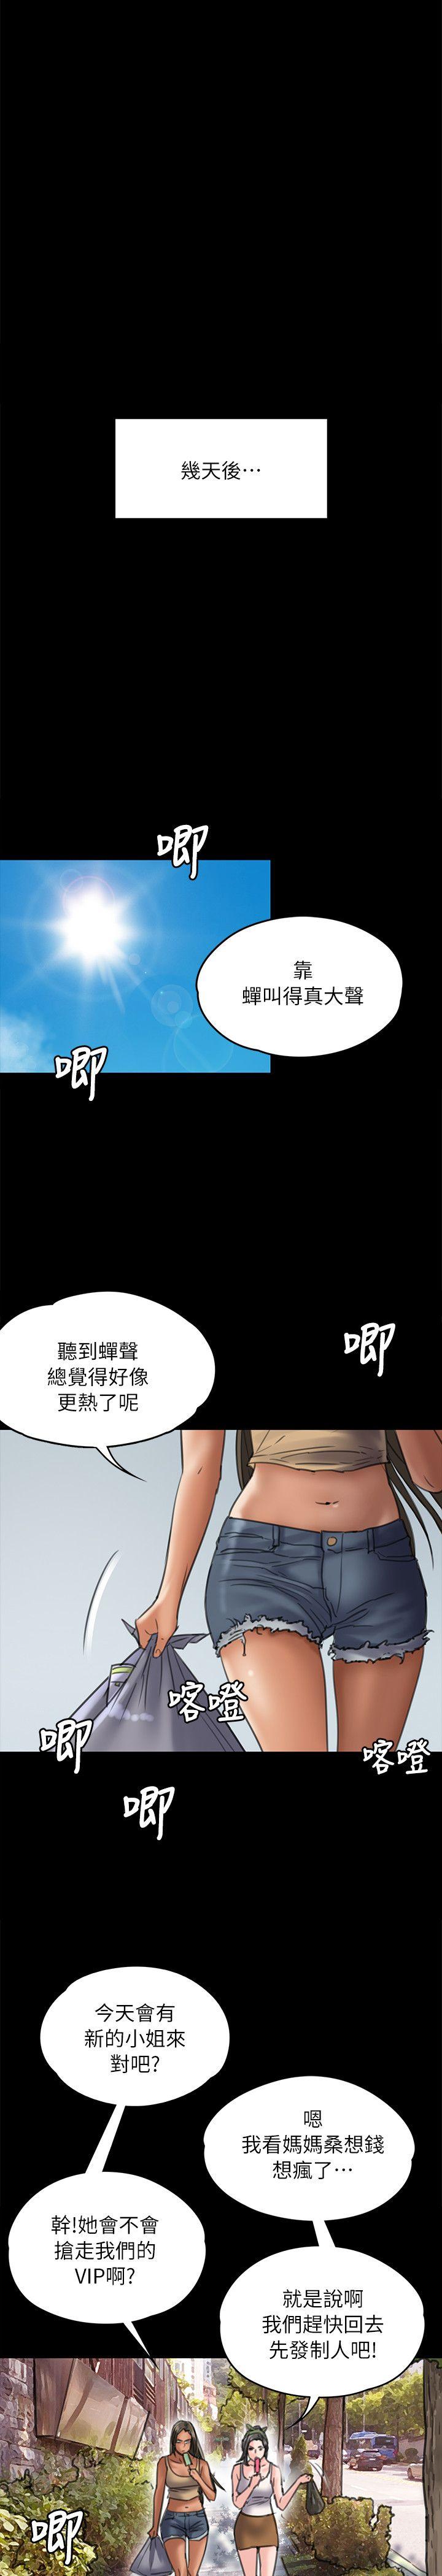 幾天後…
唧
靠
蟬叫得真大聲
唧
唧
聽到蟬聲
總覺得好像
更熱了呢
喀噔
唧
喀噔
唧
今天會有
新的小姐來
對吧?
嗯
我看媽媽桑想錢
想瘋了…
幹!她會不會
搶走我們的
VIP啊?
就是說啊
我們趕快回去
先發制人吧!
唧